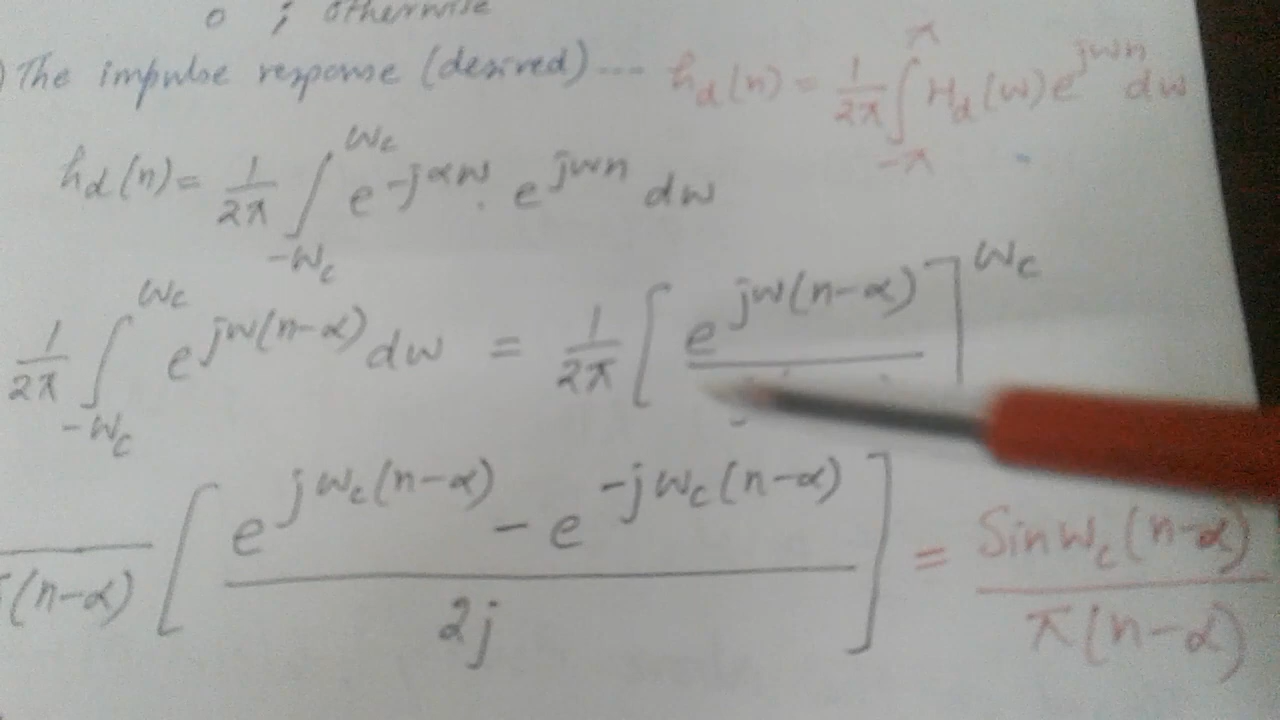 0 ; otherwise
) The impulse response (desired) .... hd(n) = 1/2π ∫_{-π}^{π} Hd(w) e^{jwn} dw
hd(n) = 1/2π ∫_{-wc}^{wc} e^{-jαw} . e^{jwn} dw
1/2π ∫_{-wc}^{wc} e^{jw(n-α)} dw = 1/2π [ e^{jw(n-α)} ]^{wc}
(n-α) [ (e^{jwc(n-α)} - e^{-jwc(n-α)}) / 2j ] = Sin wc(n-α) / π(n-α)